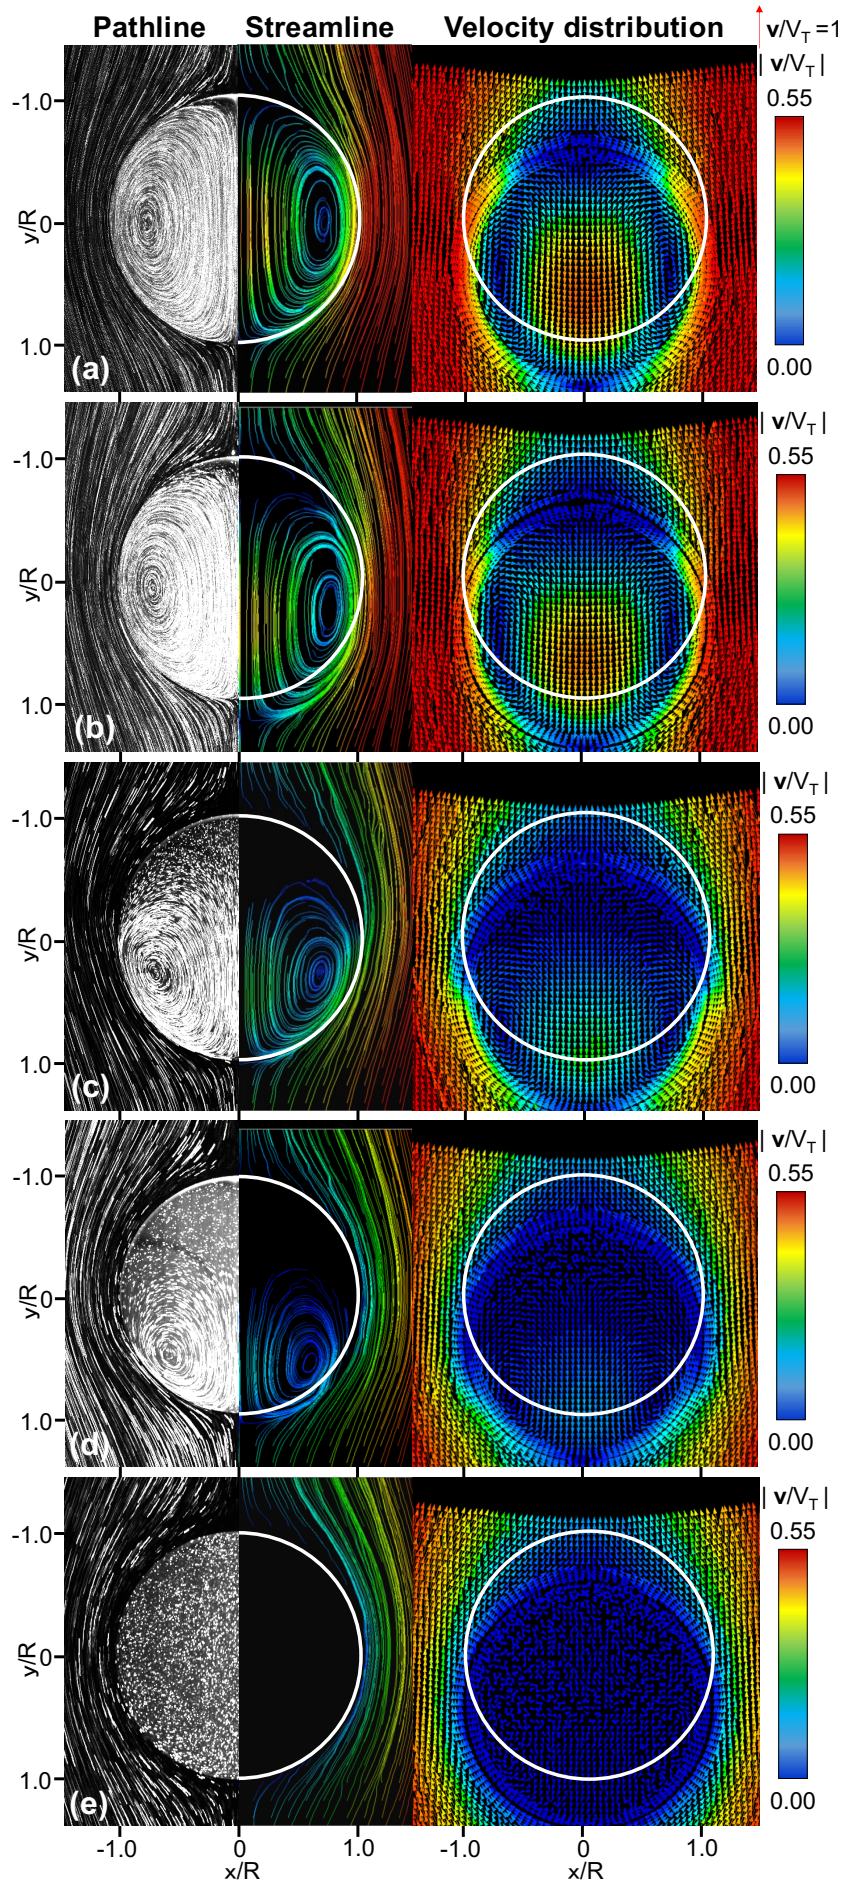 Pathline Streamline Velocity distribution
v/V_T =1
| v/V_T |
0.55
0.00
-1.0
y/R
0
1.0
(a)
| v/V_T |
0.55
0.00
-1.0
y/R
0
1.0
(b)
| v/V_T |
0.55
0.00
-1.0
y/R
0
1.0
(c)
| v/V_T |
0.55
0.00
-1.0
y/R
0
1.0
(d)
| v/V_T |
0.55
0.00
-1.0
y/R
0
1.0
(e)
-1.0 0 1.0 -1.0 0 1.0
x/R x/R